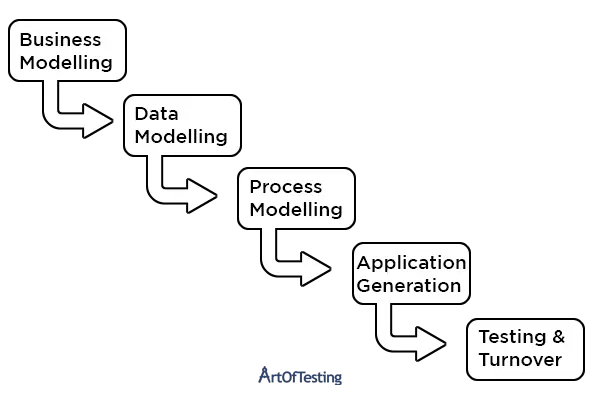 Business
Modelling
Data
Modelling
Process
Modelling
Application
Generation
Testing &
Turnover
ArtOfTesting